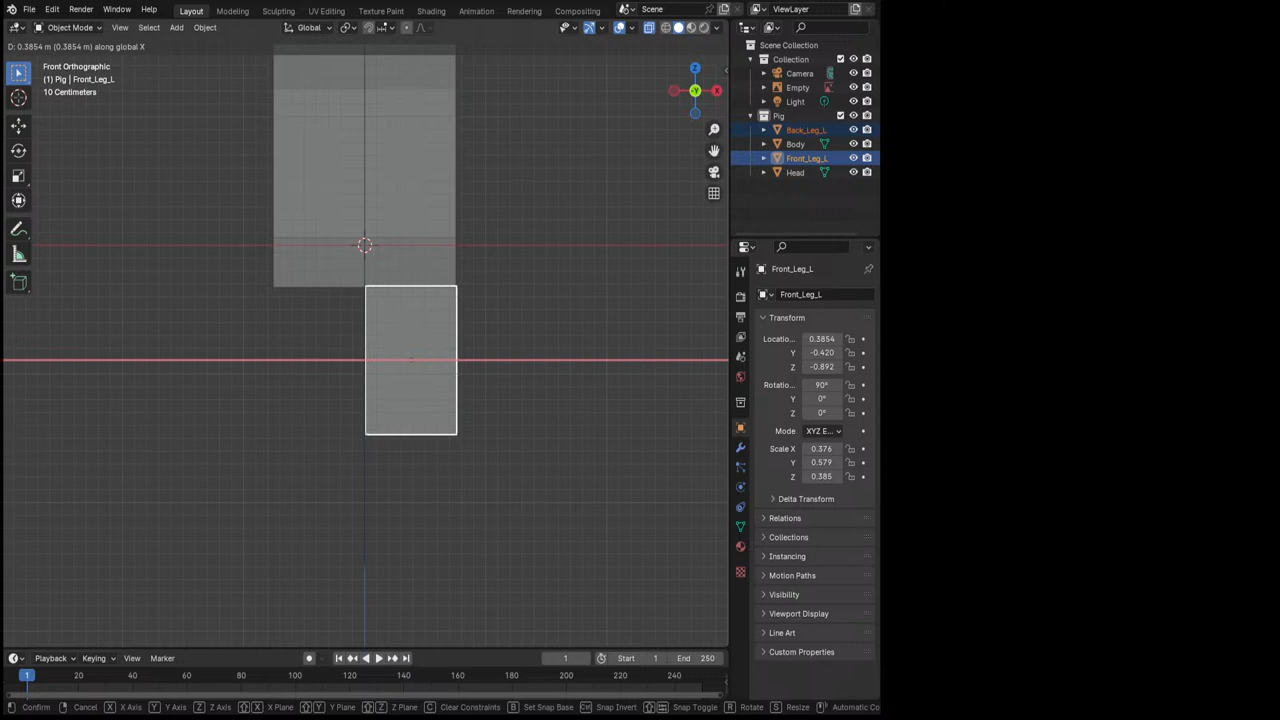 File Edit Render Window Help Layout Modeling Sculpting UV Editing Texture Paint Shading Animation Rendering Compositing Scene ViewLayer
Object Mode View Select Add Object Global
D: 0.3854 m (0.3854 m) along global X
Front Orthographic
(1) Pig | Front_Leg_L
10 Centimeters
Z
-Y
X
Scene Collection
Collection
Camera
Empty
Light
Pig
Back_Leg_L
Body
Front_Leg_L
Head
Front_Leg_L
Front_Leg_L
Transform
Locatio... 0.3854
Y -0.420
Z -0.892
Rotatio... 90°
Y 0°
Z 0°
Mode XYZ E...
Scale X 0.376
Y 0.579
Z 0.385
Delta Transform
Relations
Collections
Instancing
Motion Paths
Visibility
Viewport Display
Line Art
Custom Properties
Playback Keying View Marker 1 Start 1 End 250
1 20 40 60 80 100 120 140 160 180 200 220 240
Confirm Cancel X X Axis Y Y Axis Z Z Axis X X Plane Y Y Plane Z Z Plane C Clear Constraints B Set Snap Base Snap Invert Snap Toggle R Rotate S Resize Automatic Co